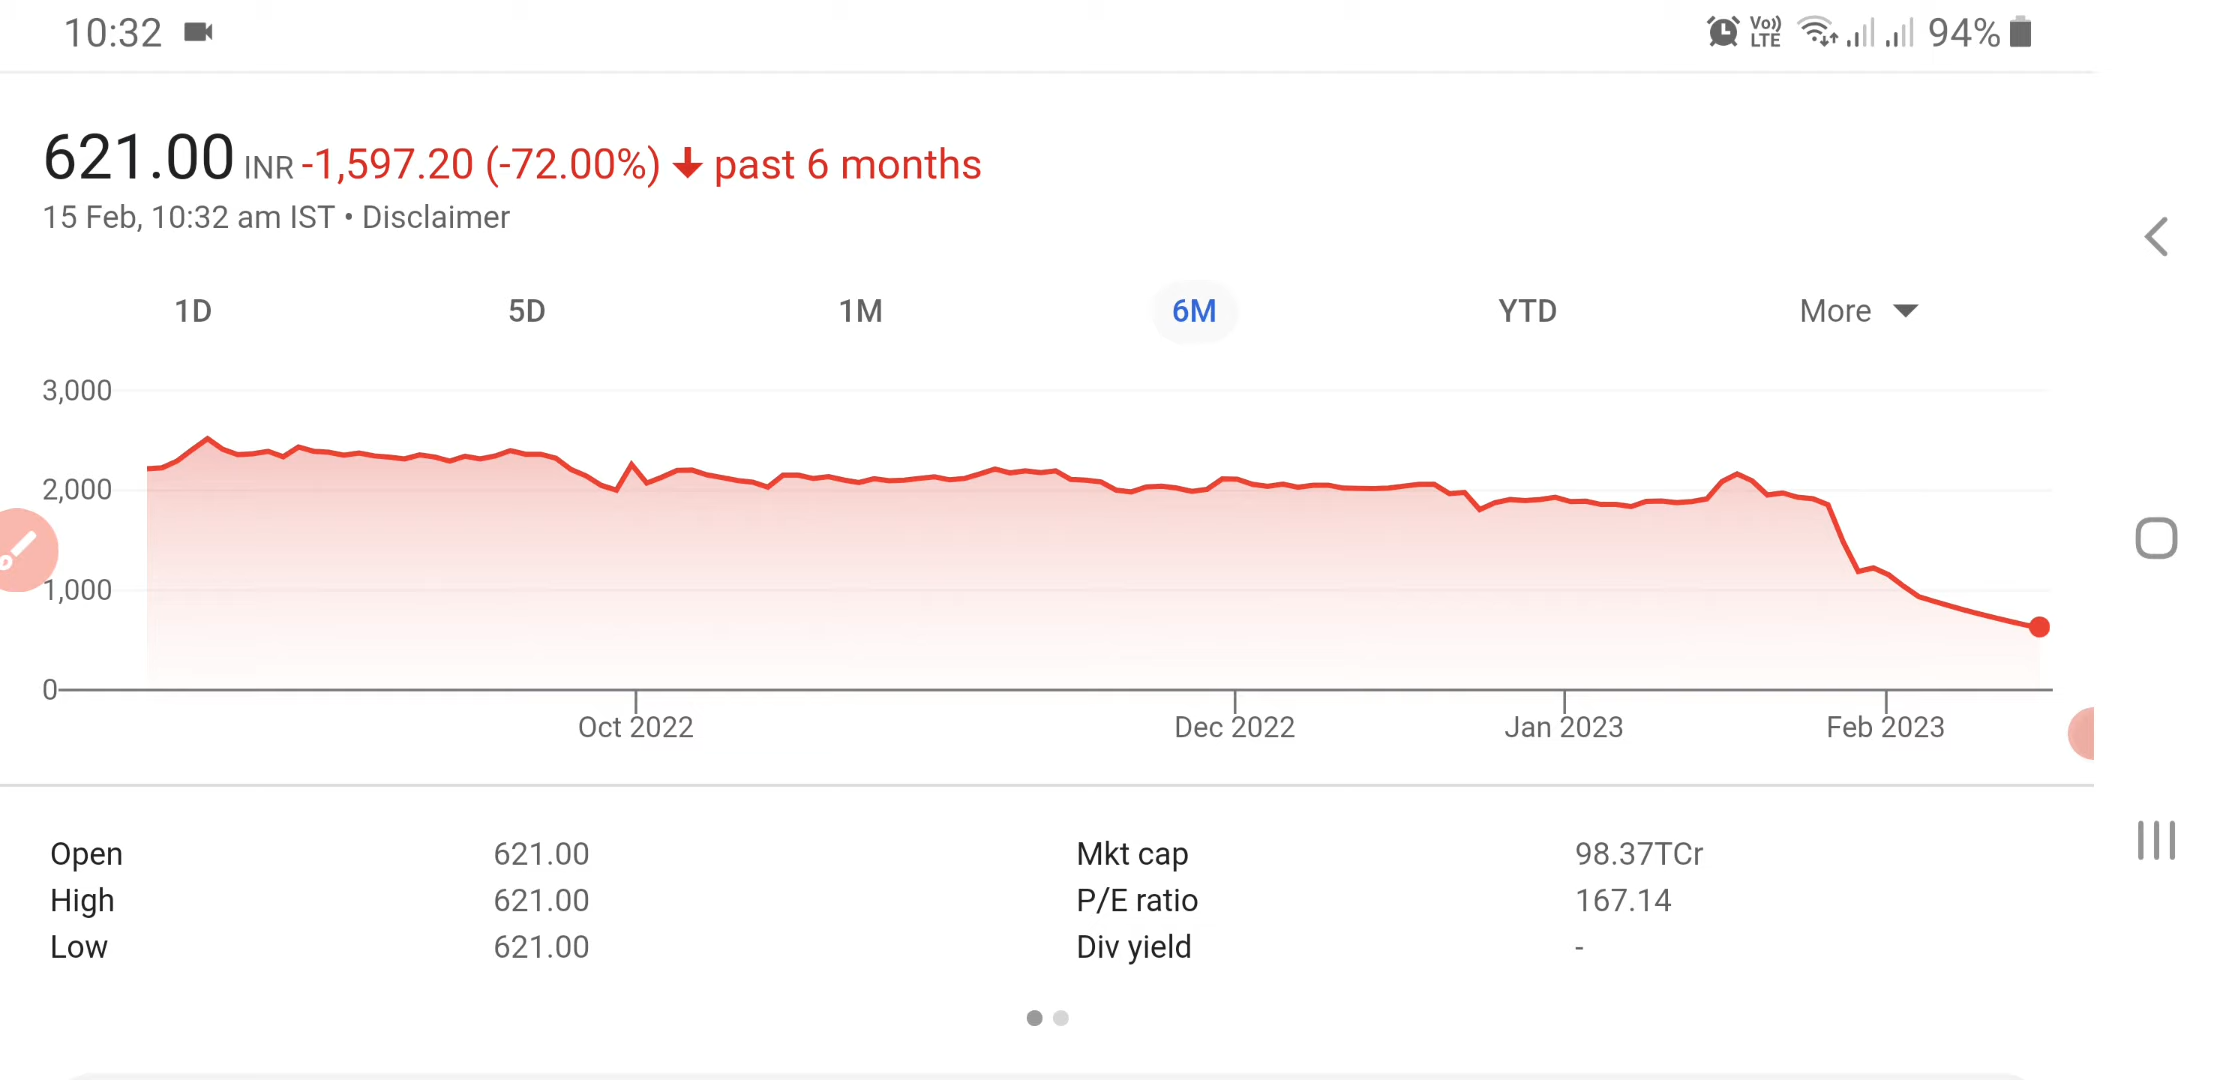 10:32 Vo)) LTE 94%
621.00 INR -1,597.20 (-72.00%) ↓ past 6 months
15 Feb, 10:32 am IST • Disclaimer
1D 5D 1M 6M YTD More
3,000
2,000
1,000
0
Oct 2022 Dec 2022 Jan 2023 Feb 2023
Open 621.00 Mkt cap 98.37TCr
High 621.00 P/E ratio 167.14
Low 621.00 Div yield -